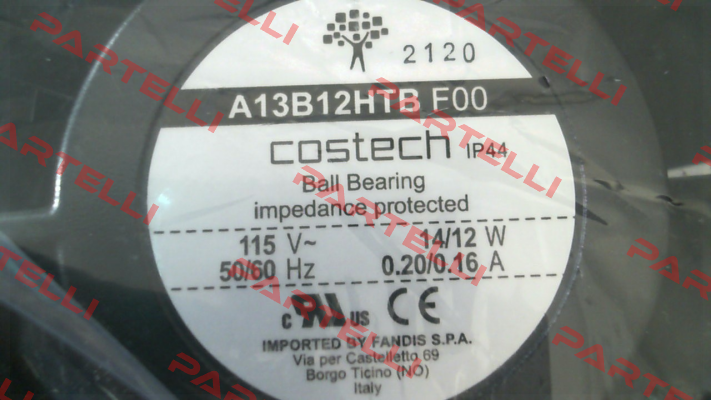 2120
A13B12HTB F00
costech IP44
Ball Bearing
impedance protected
115 V~ 14/12 W
50/60 Hz 0.20/0.16 A
c UR US CE
IMPORTED BY FANDIS S.P.A.
Via per Castelletto 69
Borgo Ticino (NO)
Italy
PARTELLI
PARTELLI
PARTELLI
PARTELLI
PARTELLI
PARTELLI
PARTELLI
PARTELLI